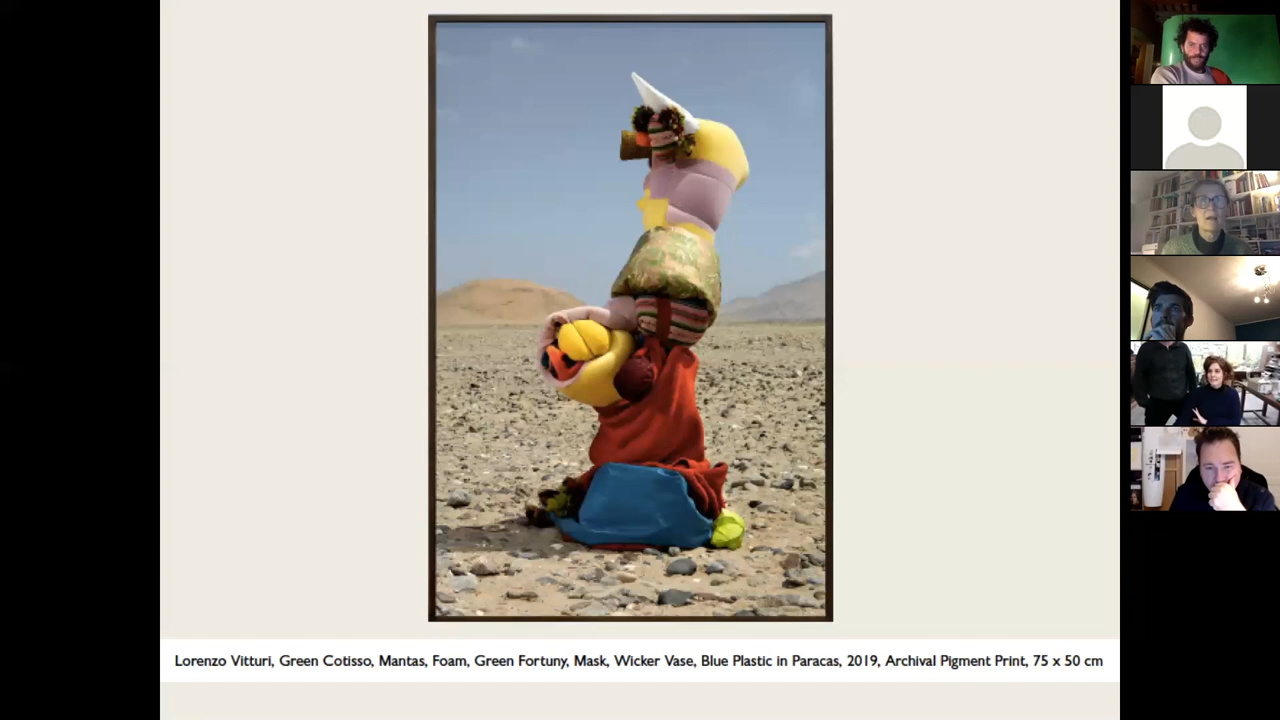 Lorenzo Vitturi, Green Cotisso, Mantas, Foam, Green Fortuny, Mask, Wicker Vase, Blue Plastic in Paracas, 2019, Archival Pigment Print, 75 x 50 cm